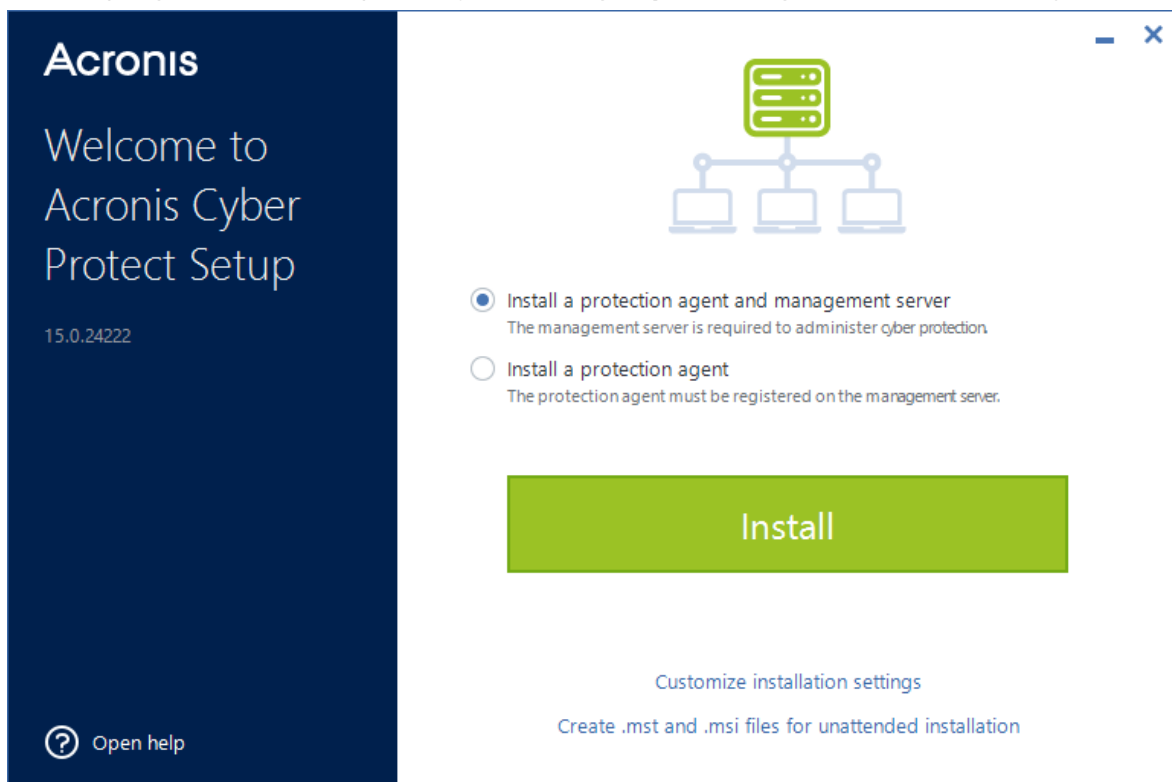 Acronis
Welcome to
Acronis Cyber
Protect Setup
15.0.24222
Install a protection agent and management server
The management server is required to administer cyber protection.
Install a protection agent
The protection agent must be registered on the management server.
Install
Customize installation settings
Create .mst and .msi files for unattended installation
? Open help